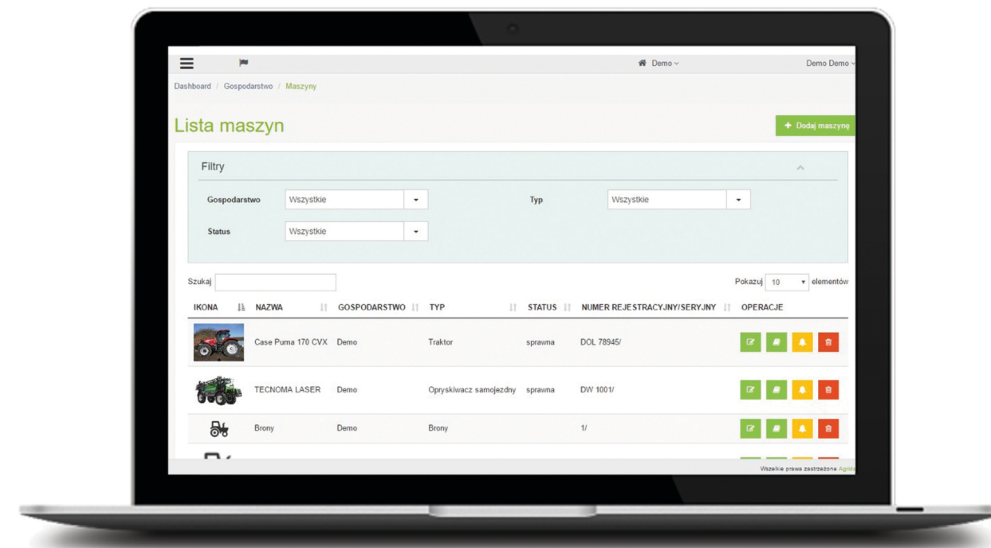 Demo
Demo Demo
Dashboard / Gospodarstwo / Maszyny
Lista maszyn
+ Dodaj maszynę
Filtry
Gospodarstwo Wszystkie
Typ Wszystkie
Status Wszystkie
Szukaj
Pokazuj 10 elementów
IKONA NAZWA GOSPODARSTWO TYP STATUS NUMER REJESTRACYJNY/SERYJNY OPERACJE
Case Puma 170 CVX Demo Traktor sprawna DOL 78945/
TECNOMA LASER Demo Opryskiwacz samojezdny sprawna DW 1001/
Brony Demo Brony 1/
Wszelkie prawa zastrzeżone